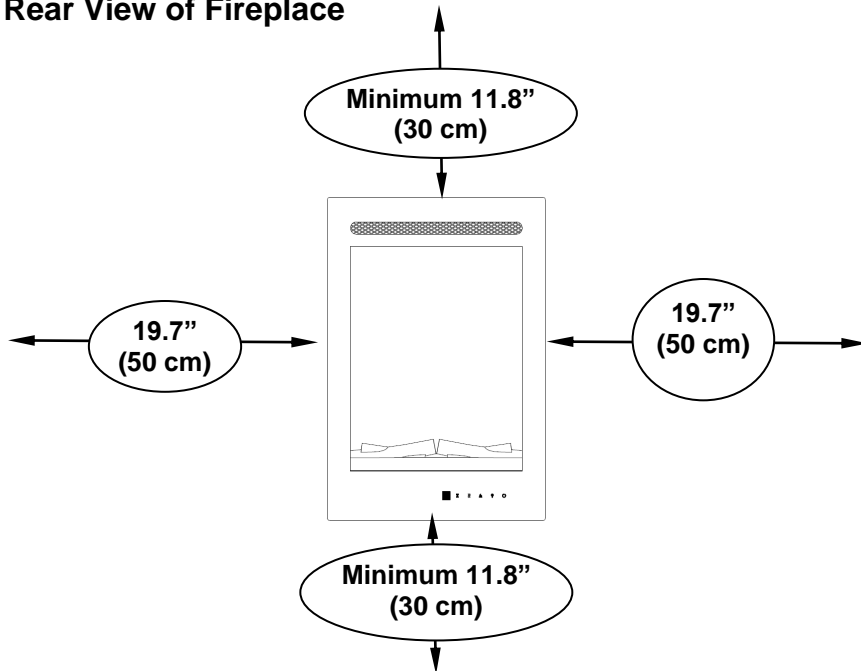 Rear View of Fireplace
Minimum 11.8”
(30 cm)
19.7”
(50 cm)
19.7”
(50 cm)
Minimum 11.8”
(30 cm)